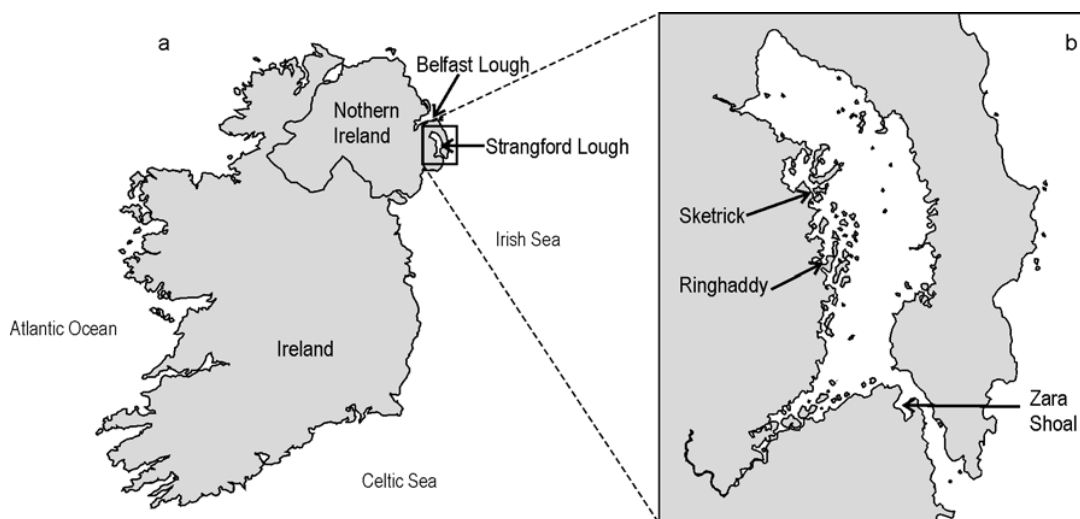 a
Belfast Lough
Nothern
Ireland
Strangford Lough
Irish Sea
Atlantic Ocean
Ireland
Celtic Sea
b
Sketrick
Ringhaddy
Zara
Shoal